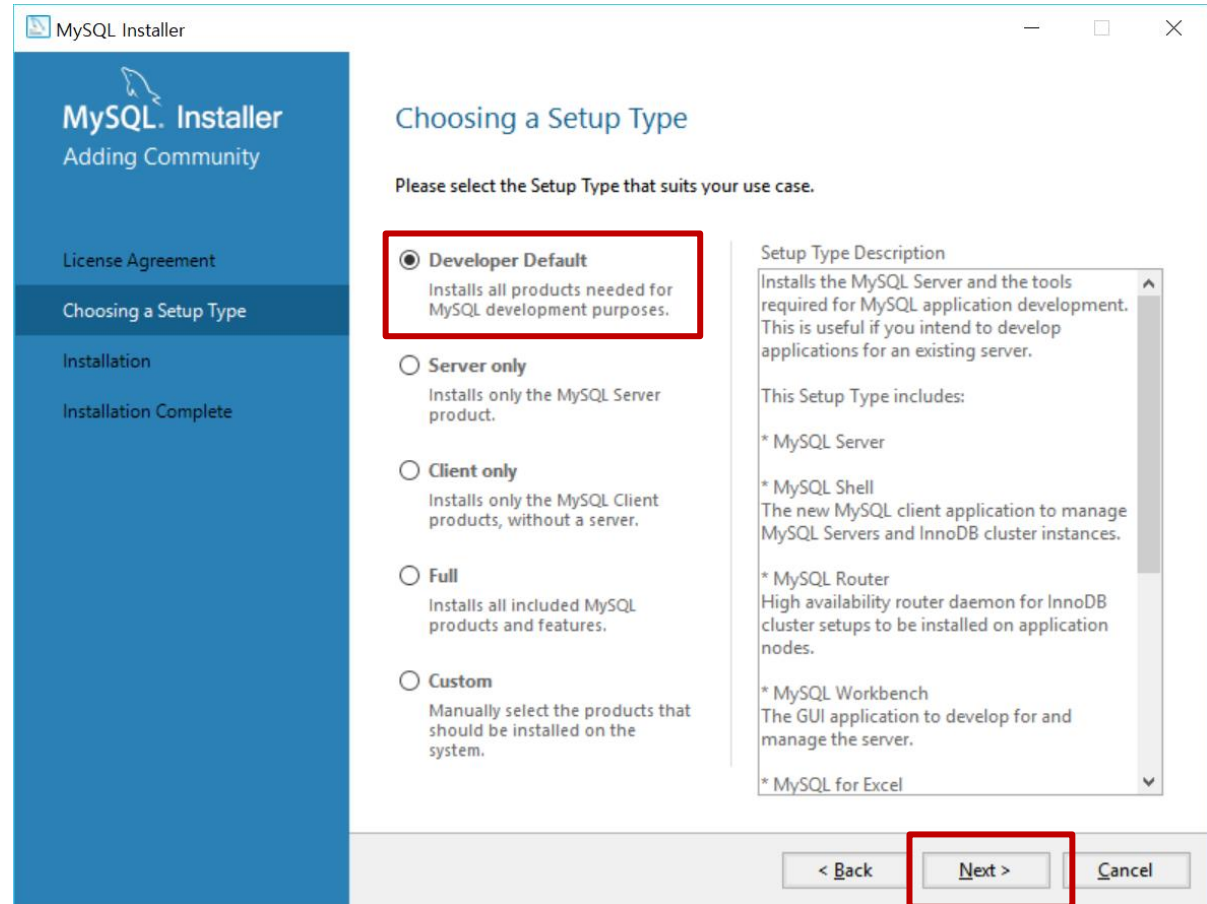 MySQL Installer
MySQL. Installer
Adding Community
License Agreement
Choosing a Setup Type
Installation
Installation Complete
Choosing a Setup Type
Please select the Setup Type that suits your use case.
Developer Default
Installs all products needed for
MySQL development purposes.
Server only
Installs only the MySQL Server
product.
Client only
Installs only the MySQL Client
products, without a server.
Full
Installs all included MySQL
products and features.
Custom
Manually select the products that
should be installed on the
system.
Setup Type Description
Installs the MySQL Server and the tools
required for MySQL application development.
This is useful if you intend to develop
applications for an existing server.
This Setup Type includes:
* MySQL Server
* MySQL Shell
The new MySQL client application to manage
MySQL Servers and InnoDB cluster instances.
* MySQL Router
High availability router daemon for InnoDB
cluster setups to be installed on application
nodes.
* MySQL Workbench
The GUI application to develop for and
manage the server.
* MySQL for Excel
< Back
Next >
Cancel